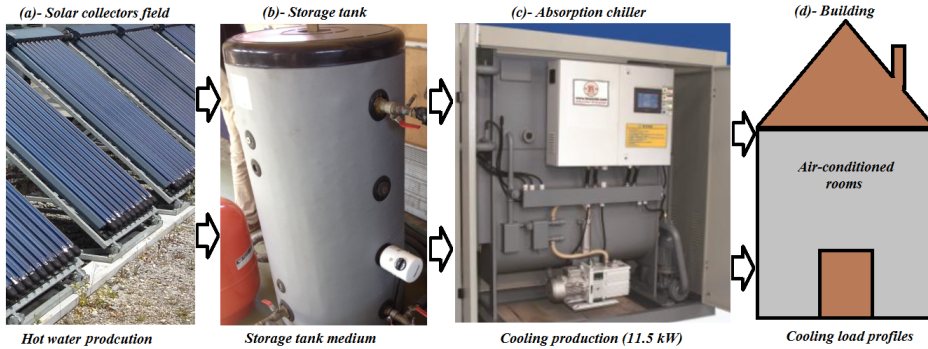 (a)- Solar collectors field
(b)- Storage tank
(c)- Absorption chiller
(d)- Building
Air-conditioned
rooms
Hot water prodcution
Storage tank medium
Cooling production (11.5 kW)
Cooling load profiles